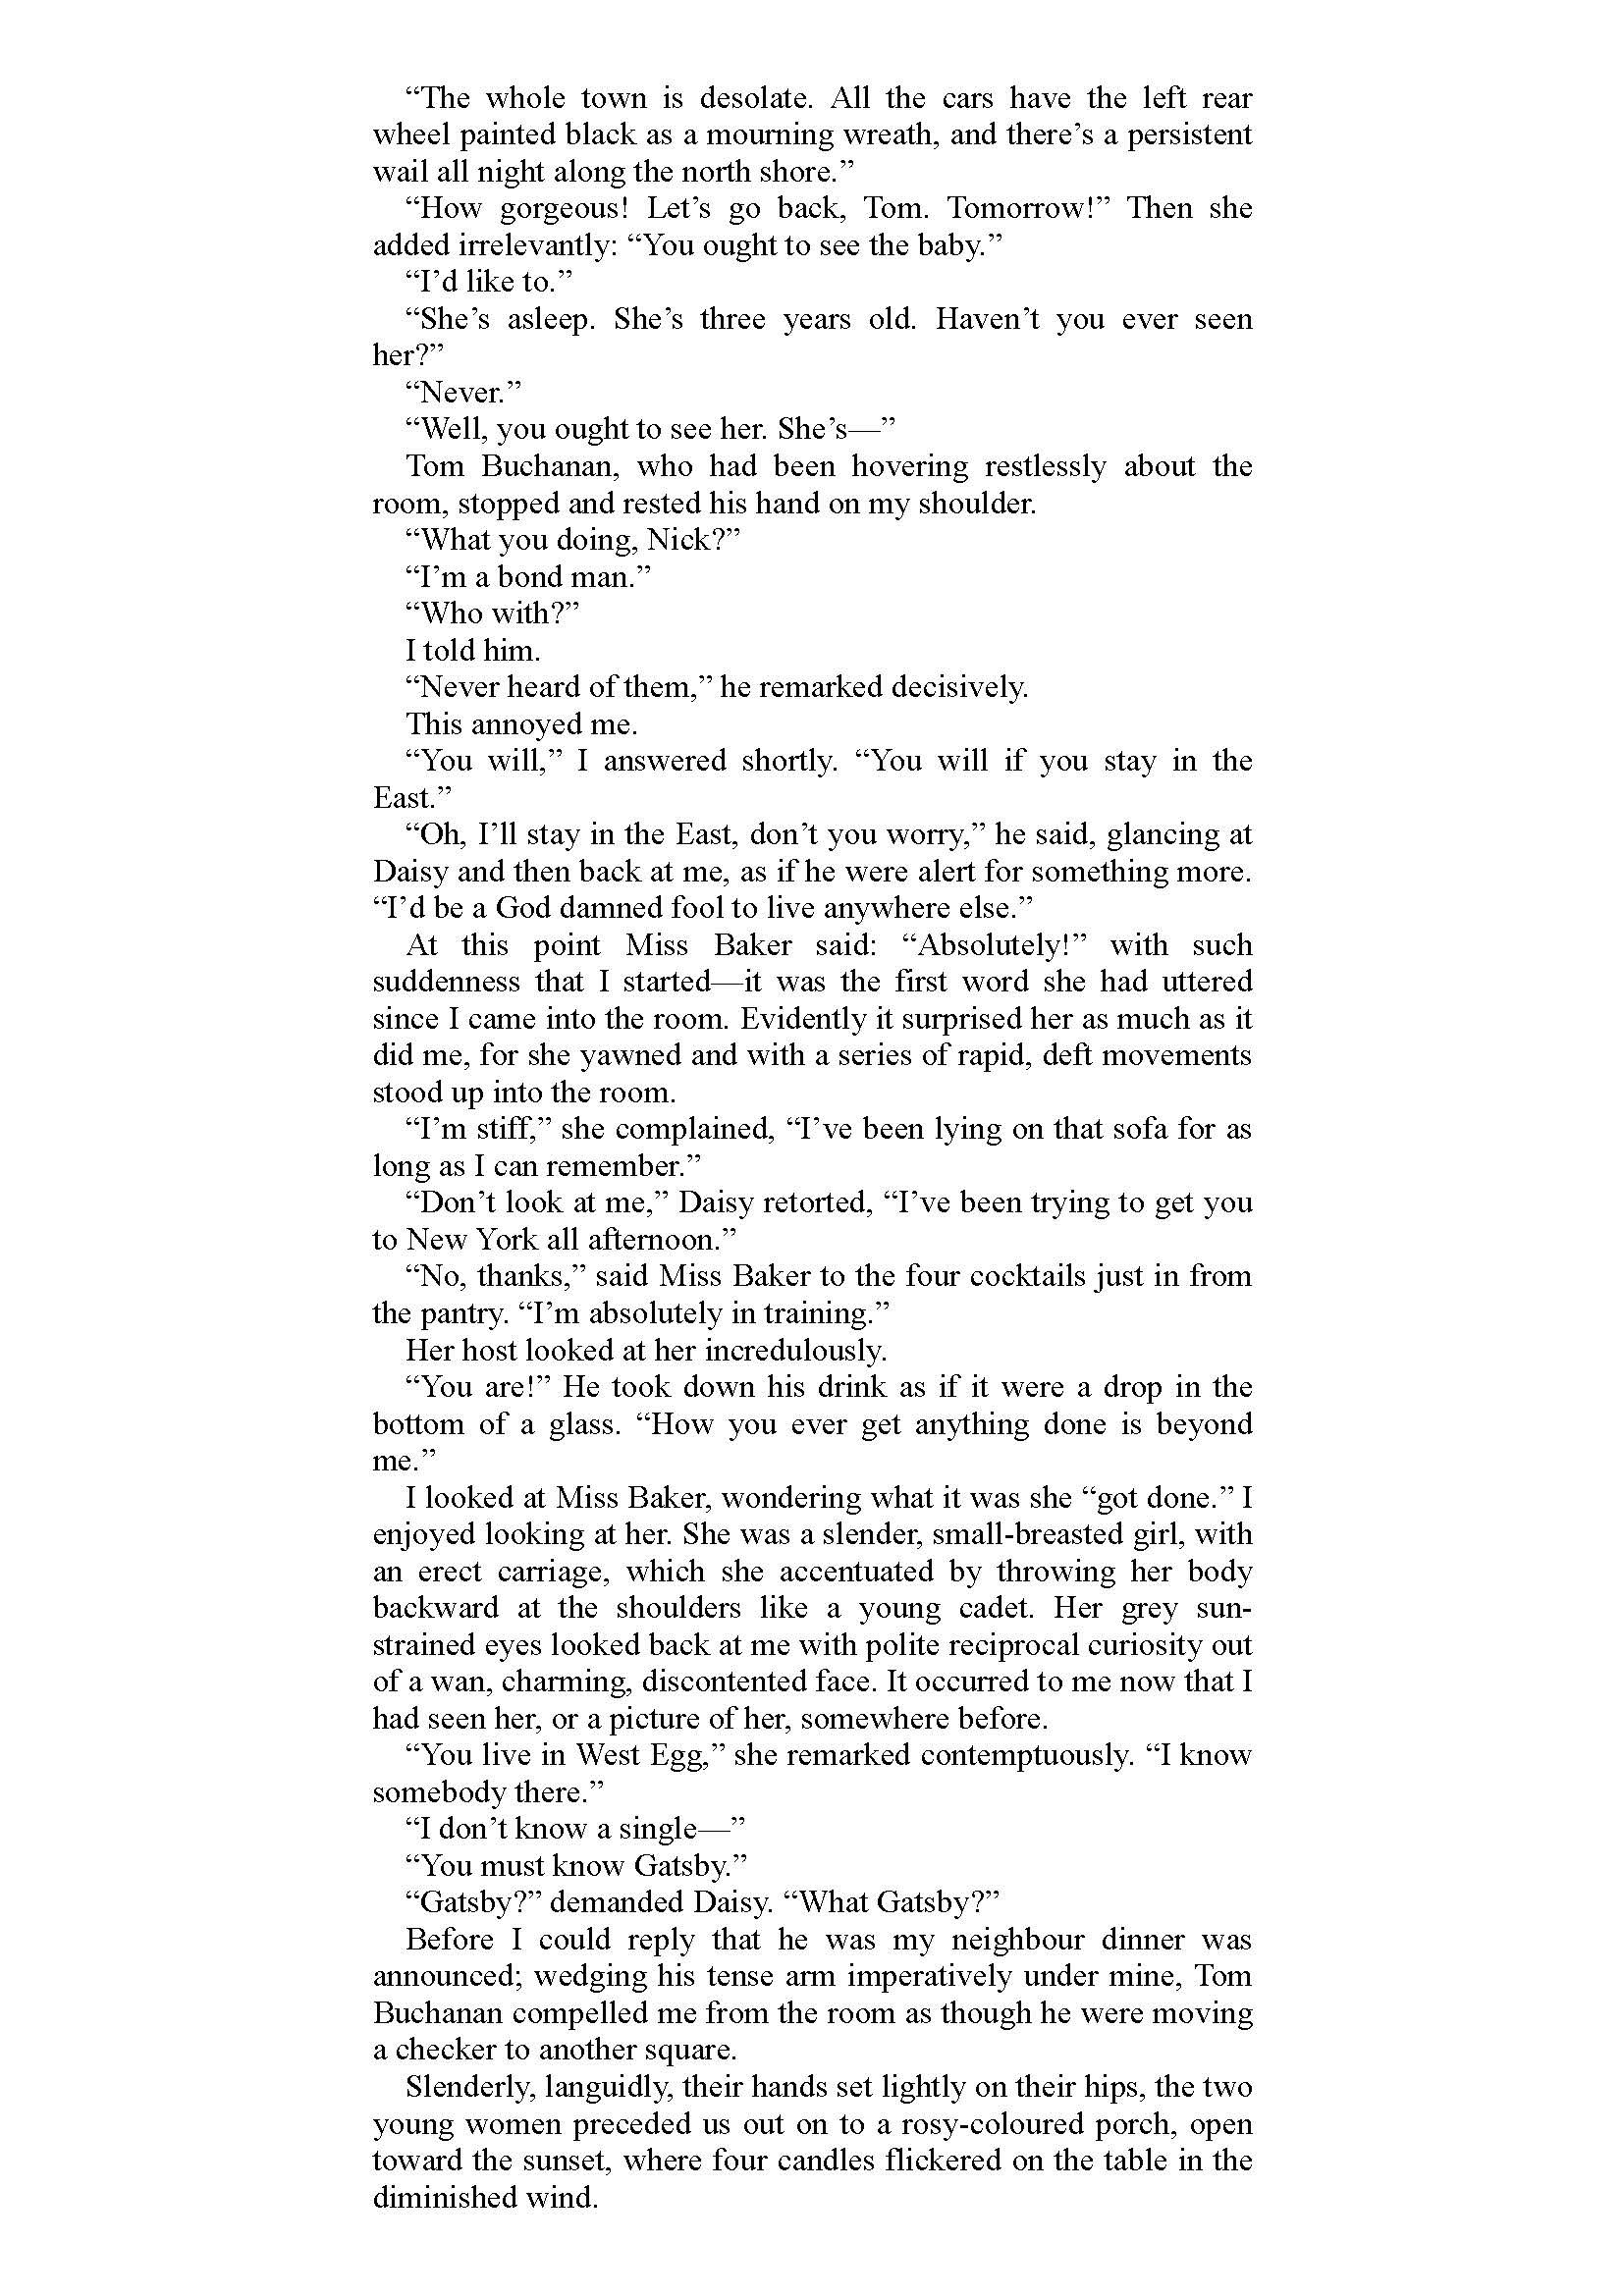 “The whole town is desolate. All the cars have the left rear
wheel painted black as a mourning wreath, and there’s a persistent
wail all night along the north shore.”
“How gorgeous! Let’s go back, Tom. Tomorrow!” Then she
added irrelevantly: “You ought to see the baby.”
“I’d like to.”
“She’s asleep. She’s three years old. Haven’t you ever seen
her?”
“Never.”
“Well, you ought to see her. She’s—”
Tom Buchanan, who had been hovering restlessly about the
room, stopped and rested his hand on my shoulder.
“What you doing, Nick?”
“I’m a bond man.”
“Who with?”
I told him.
“Never heard of them,” he remarked decisively.
This annoyed me.
“You will,” I answered shortly. “You will if you stay in the
East.”
“Oh, I’ll stay in the East, don’t you worry,” he said, glancing at
Daisy and then back at me, as if he were alert for something more.
“I’d be a God damned fool to live anywhere else.”
At this point Miss Baker said: “Absolutely!” with such
suddenness that I started—it was the first word she had uttered
since I came into the room. Evidently it surprised her as much as it
did me, for she yawned and with a series of rapid, deft movements
stood up into the room.
“I’m stiff,” she complained, “I’ve been lying on that sofa for as
long as I can remember.”
“Don’t look at me,” Daisy retorted, “I’ve been trying to get you
to New York all afternoon.”
“No, thanks,” said Miss Baker to the four cocktails just in from
the pantry. “I’m absolutely in training.”
Her host looked at her incredulously.
“You are!” He took down his drink as if it were a drop in the
bottom of a glass. “How you ever get anything done is beyond
me.”
I looked at Miss Baker, wondering what it was she “got done.” I
enjoyed looking at her. She was a slender, small-breasted girl, with
an erect carriage, which she accentuated by throwing her body
backward at the shoulders like a young cadet. Her grey sun-
strained eyes looked back at me with polite reciprocal curiosity out
of a wan, charming, discontented face. It occurred to me now that I
had seen her, or a picture of her, somewhere before.
“You live in West Egg,” she remarked contemptuously. “I know
somebody there.”
“I don’t know a single—”
“You must know Gatsby.”
“Gatsby?” demanded Daisy. “What Gatsby?”
Before I could reply that he was my neighbour dinner was
announced; wedging his tense arm imperatively under mine, Tom
Buchanan compelled me from the room as though he were moving
a checker to another square.
Slenderly, languidly, their hands set lightly on their hips, the two
young women preceded us out on to a rosy-coloured porch, open
toward the sunset, where four candles flickered on the table in the
diminished wind.